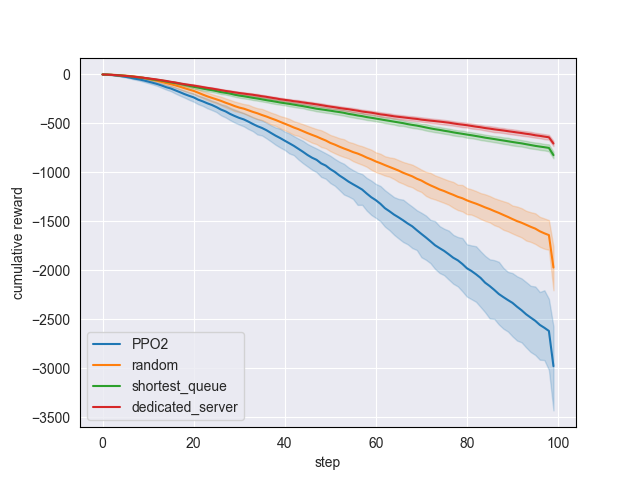 0
−500
−1000
−1500
−2000
−2500
−3000
−3500
cumulative reward
PPO2
random
shortest_queue
dedicated_server
0 20 40 60 80 100
step